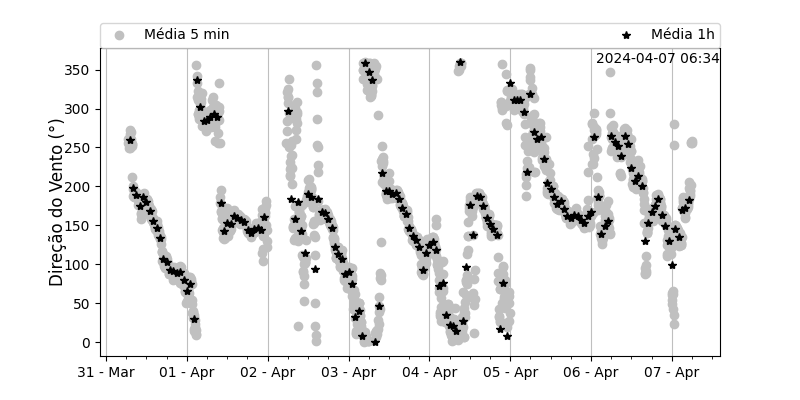 Média 5 min
Média 1h
2024-04-07 06:34
Direção do Vento (°)
350
300
250
200
150
100
50
0
31 - Mar
01 - Apr
02 - Apr
03 - Apr
04 - Apr
05 - Apr
06 - Apr
07 - Apr